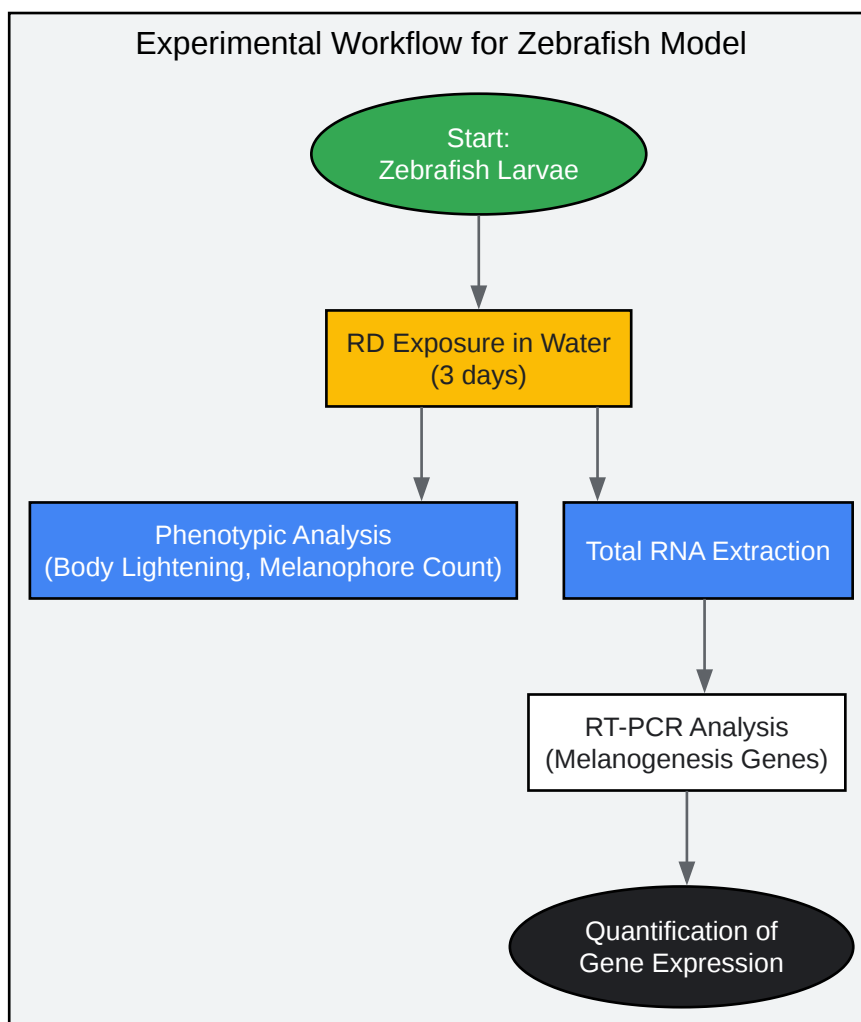 Experimental Workflow for Zebrafish Model
Start:
Zebrafish Larvae
RD Exposure in Water
(3 days)
Phenotypic Analysis
(Body Lightening, Melanophore Count)
Total RNA Extraction
RT-PCR Analysis
(Melanogenesis Genes)
Quantification of
Gene Expression